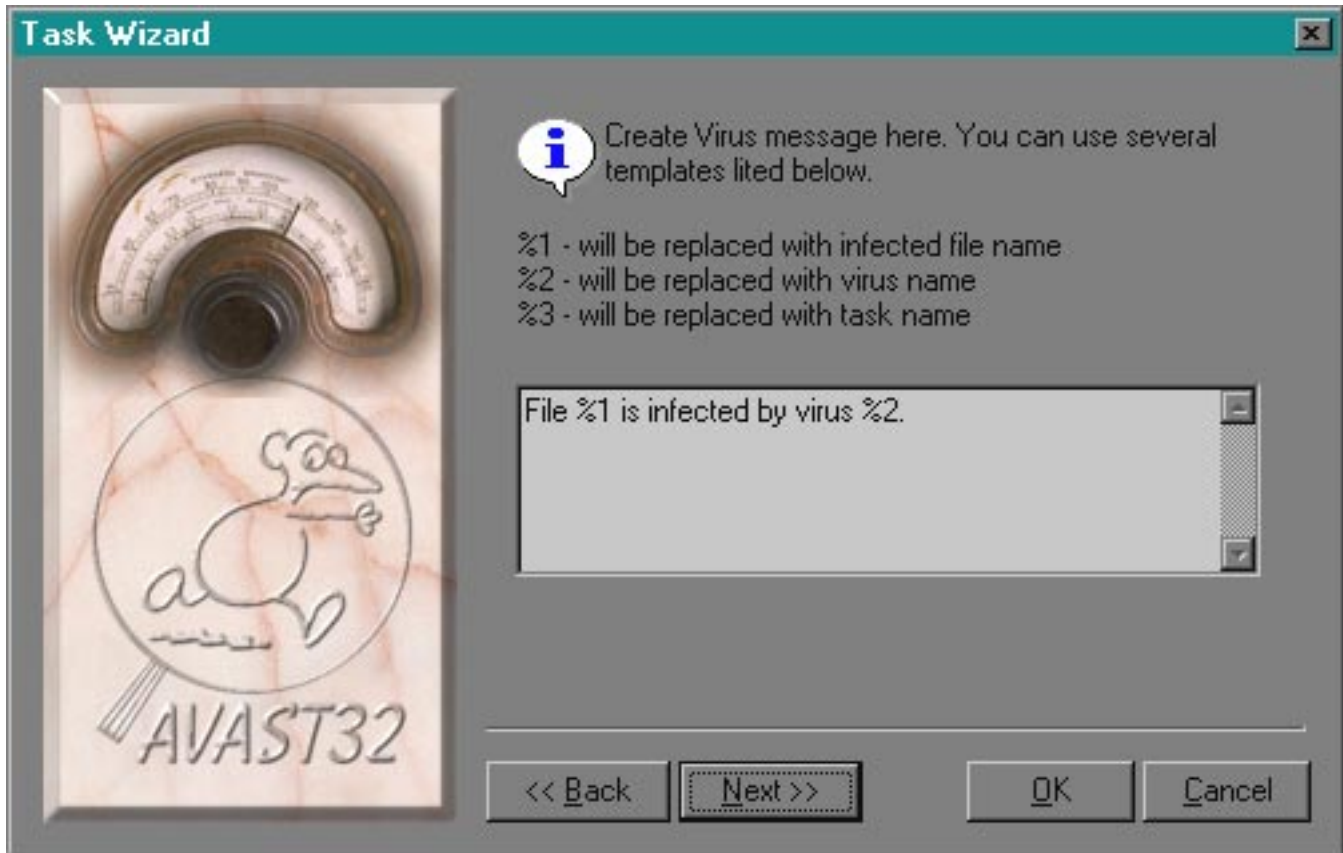 Task Wizard
Create Virus message here. You can use several
templates lited below.
%1 - will be replaced with infected file name
%2 - will be replaced with virus name
%3 - will be replaced with task name
File %1 is infected by virus %2.
AVAST32
<< Back
Next >>
OK
Cancel